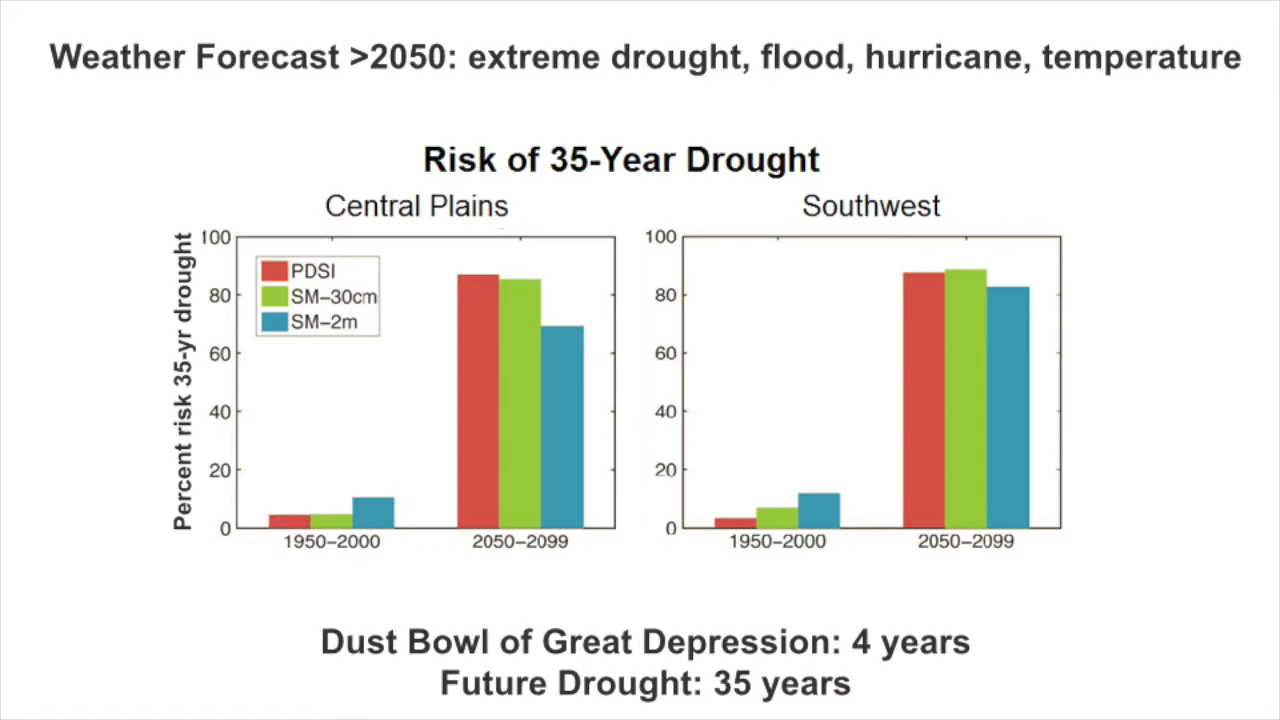 Weather Forecast >2050: extreme drought, flood, hurricane, temperature
Risk of 35-Year Drought
Central Plains
Southwest
Percent risk 35-yr drought
100
80
60
40
20
0
PDSI
SM–30cm
SM–2m
1950–2000
2050–2099
100
80
60
40
20
0
1950–2000
2050–2099
Dust Bowl of Great Depression: 4 years
Future Drought: 35 years